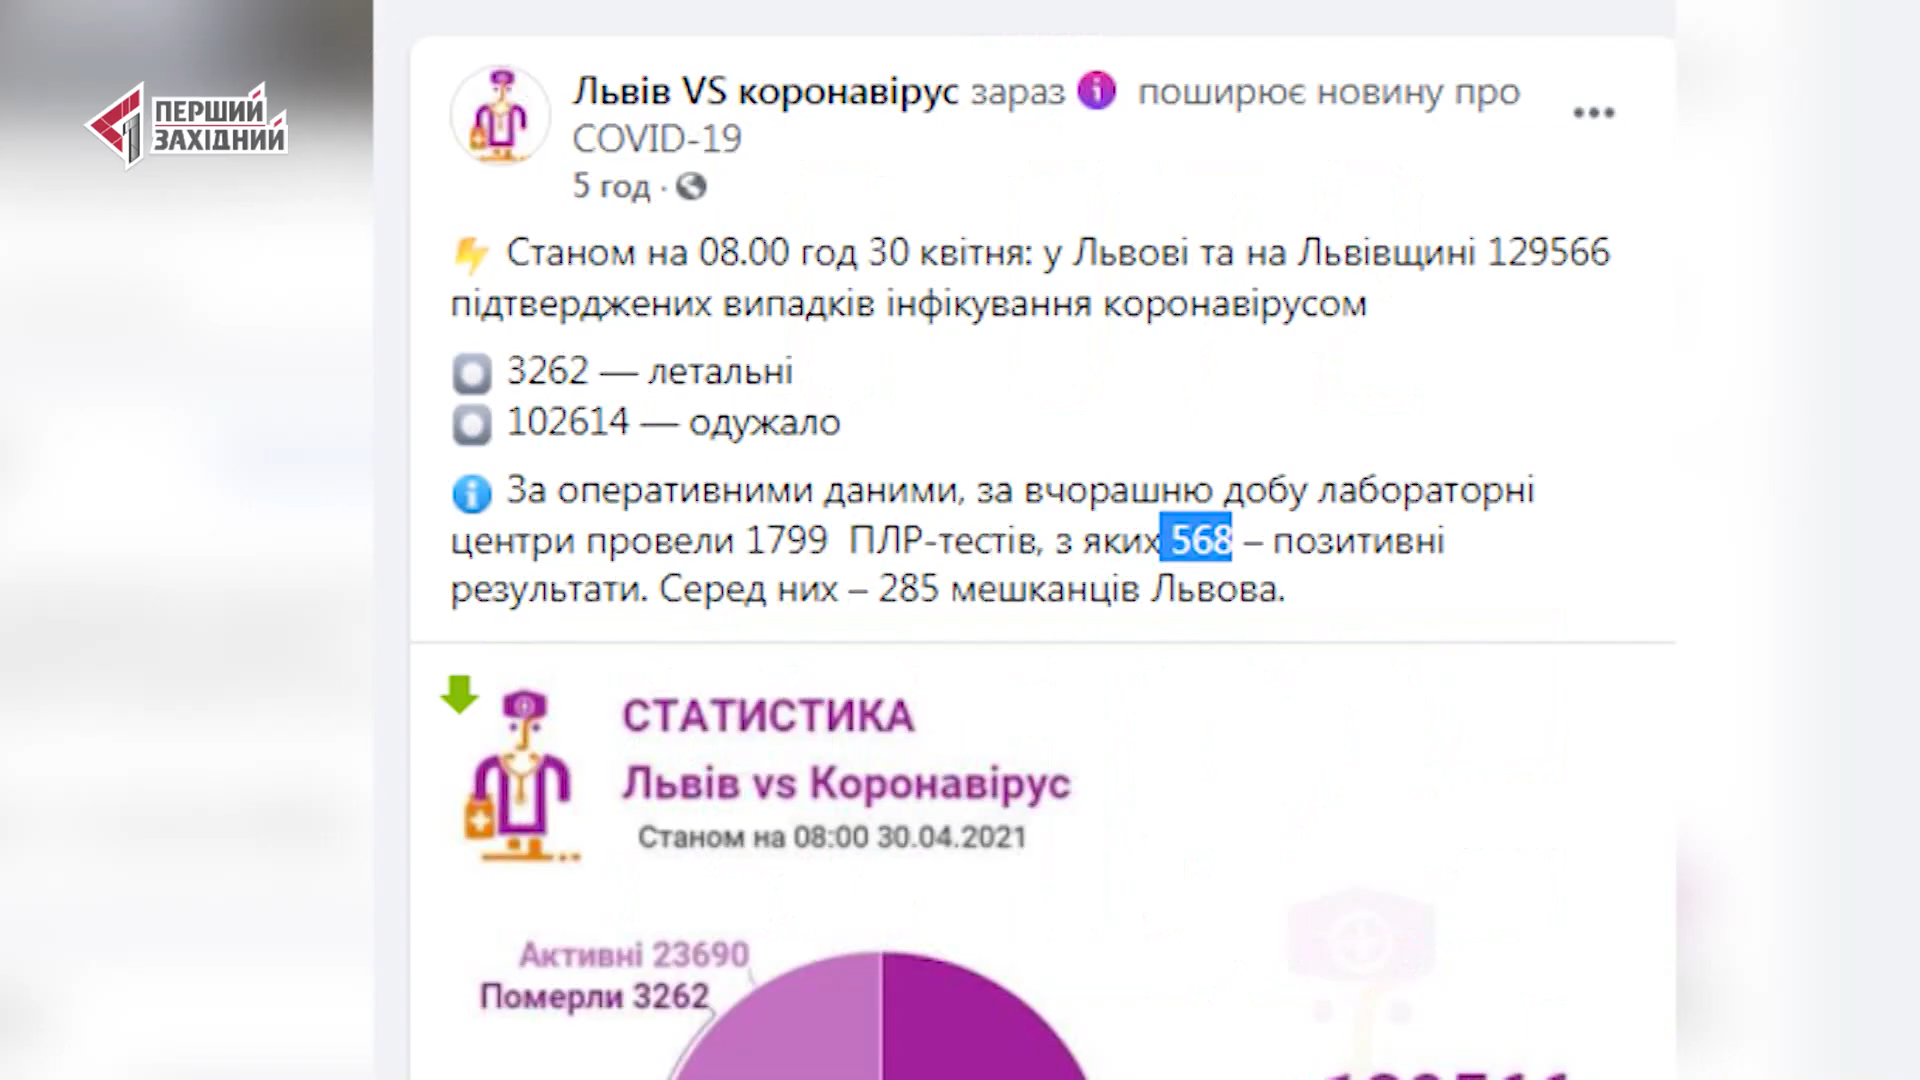 ПЕРШИЙ
ЗАХІДНИЙ
Львів VS коронавірус зараз поширює новину про
COVID-19
5 год ·
Станом на 08.00 год 30 квітня: у Львові та на Львівщині 129566
підтверджених випадків інфікування коронавірусом
3262 — летальні
102614 — одужало
За оперативними даними, за вчорашню добу лабораторні
центри провели 1799 ПЛР-тестів, з яких 568 – позитивні
результати. Серед них – 285 мешканців Львова.
СТАТИСТИКА
Львів vs Коронавірус
Станом на 08:00 30.04.2021
Активні 23690
Померли 3262